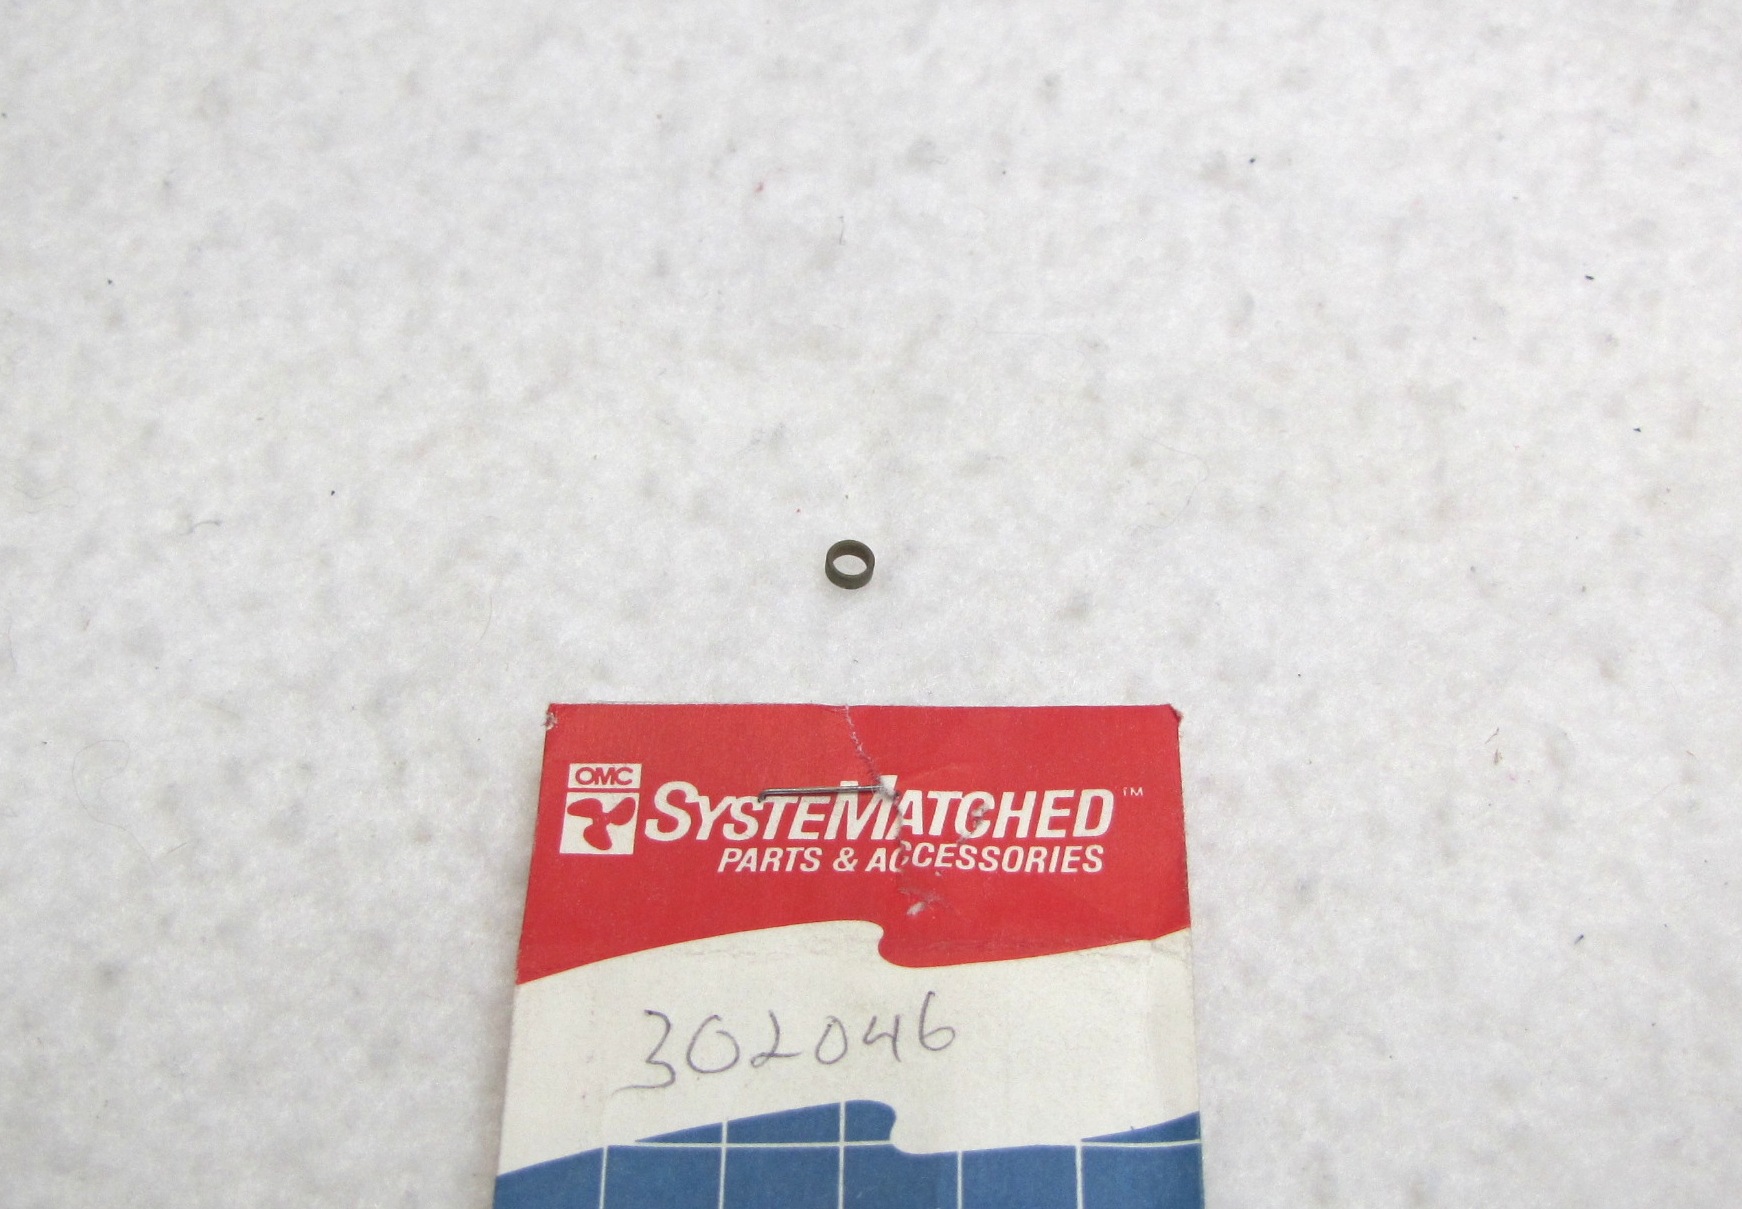 OMC
SYSTEMATCHED™
PARTS & ACCESSORIES
302046